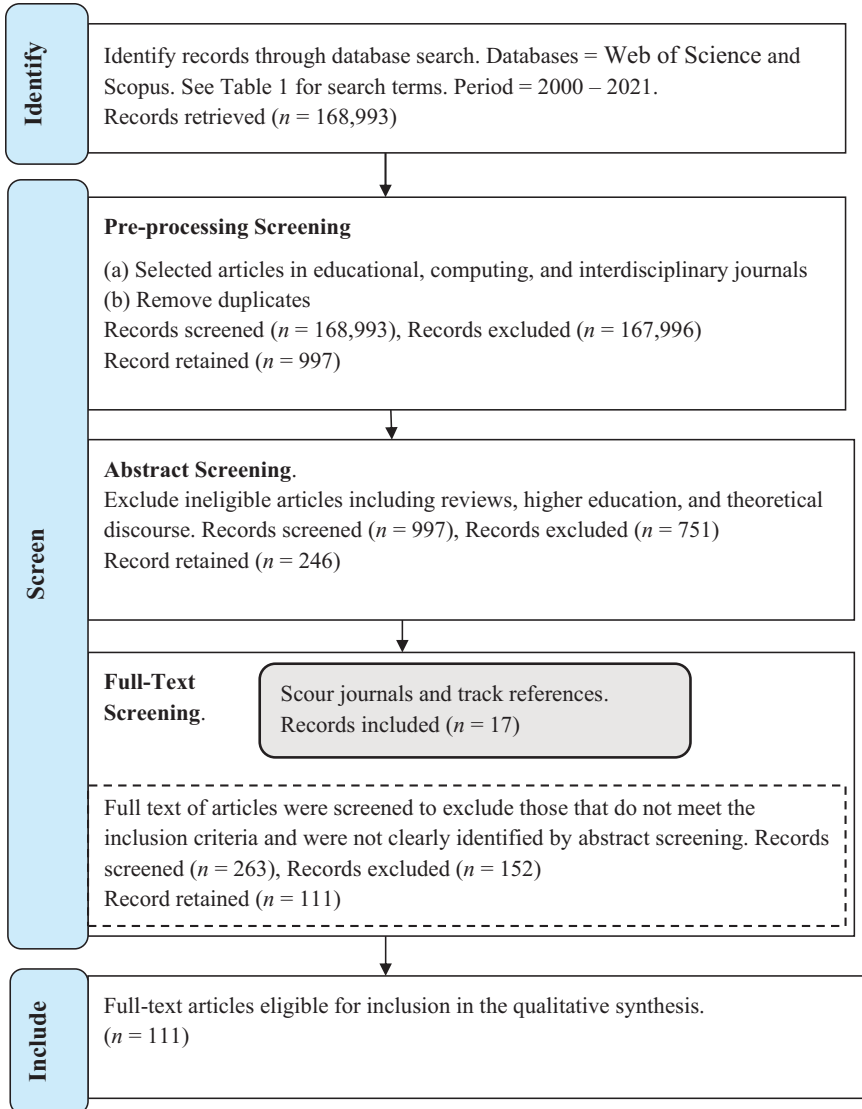 Identify
Identify records through database search. Databases = Web of Science and
Scopus. See Table 1 for search terms. Period = 2000 – 2021.
Records retrieved (n = 168,993)
Screen
Pre-processing Screening
(a) Selected articles in educational, computing, and interdisciplinary journals
(b) Remove duplicates
Records screened (n = 168,993), Records excluded (n = 167,996)
Record retained (n = 997)
Abstract Screening.
Exclude ineligible articles including reviews, higher education, and theoretical
discourse. Records screened (n = 997), Records excluded (n = 751)
Record retained (n = 246)
Full-Text
Screening.
Scour journals and track references.
Records included (n = 17)
Full text of articles were screened to exclude those that do not meet the
inclusion criteria and were not clearly identified by abstract screening. Records
screened (n = 263), Records excluded (n = 152)
Record retained (n = 111)
Include
Full-text articles eligible for inclusion in the qualitative synthesis.
(n = 111)